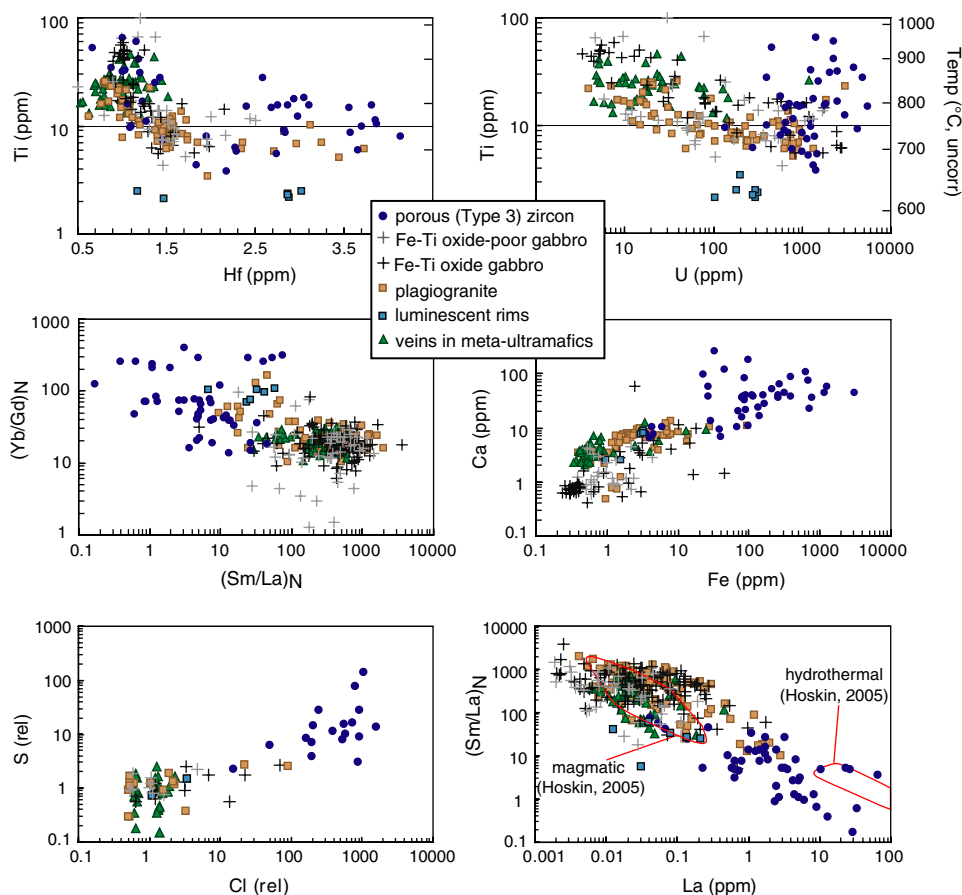 100
10
1
Ti (ppm)
0.5 1.5 2.5 3.5
Hf (ppm)
100
10
1
Ti (ppm)
10 100 1000 10000
U (ppm)
1000
900
800
700
600
Temp (°C, uncorr)
porous (Type 3) zircon
Fe-Ti oxide-poor gabbro
Fe-Ti oxide gabbro
plagiogranite
luminescent rims
veins in meta-ultramafics
1000
100
10
1
(Yb/Gd)N
0.1 1 10 100 1000 10000
(Sm/La)N
1000
100
10
1
0.1
Ca (ppm)
0.1 1 10 100 1000 10000
Fe (ppm)
1000
100
10
1
0.1
S (rel)
0.1 1 10 100 1000 10000
Cl (rel)
10000
1000
100
10
1
0.1
(Sm/La)N
hydrothermal
(Hoskin, 2005)
magmatic
(Hoskin, 2005)
0.001 0.01 0.1 1 10 100
La (ppm)